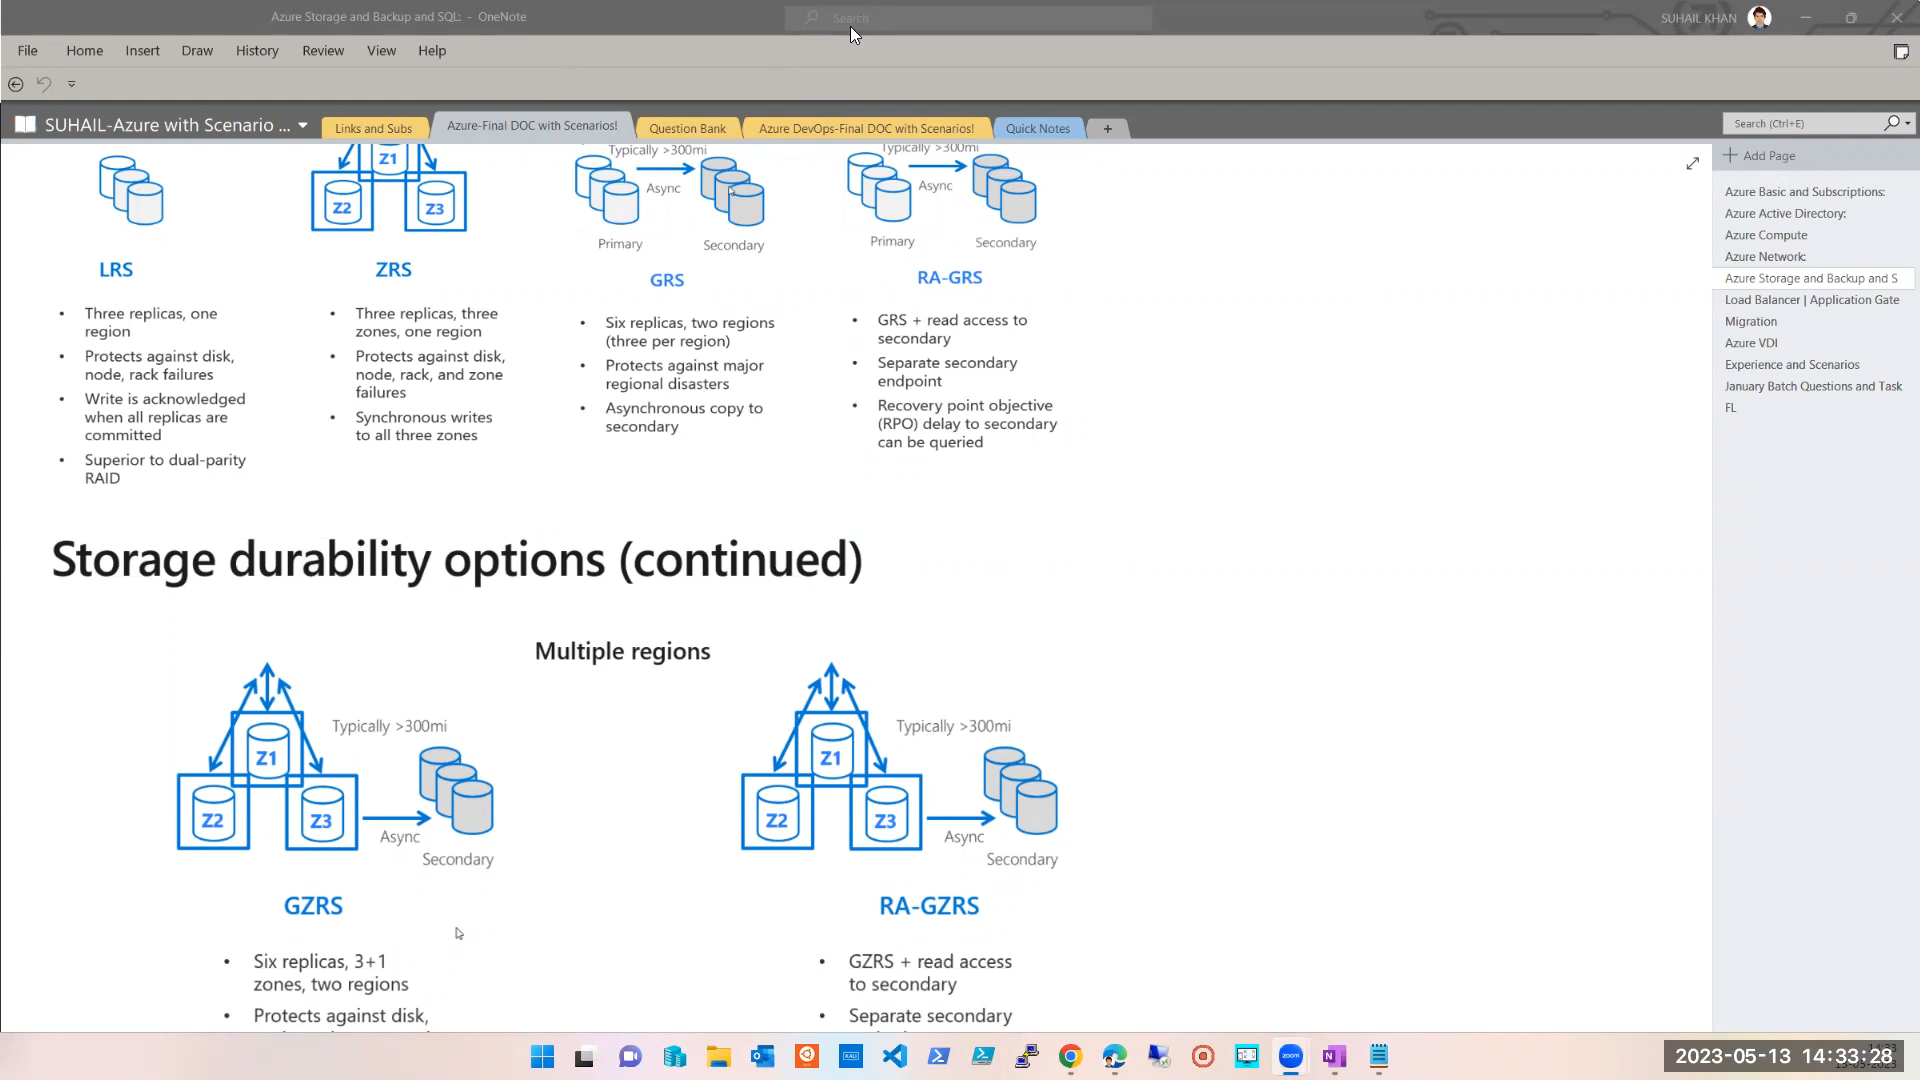 Azure Storage and Backup and SQL: - OneNote
Search
SUHAIL KHAN
File
Home
Insert
Draw
History
Review
View
Help
SUHAIL-Azure with Scenario ...
Links and Subs
Azure-Final DOC with Scenarios!
Question Bank
Azure DevOps-Final DOC with Scenarios!
Quick Notes
+
Search (Ctrl+E)
Add Page
Azure Basic and Subscriptions:
Azure Active Directory:
Azure Compute
Azure Network:
Azure Storage and Backup and S
Load Balancer | Application Gate
Migration
Azure VDI
Experience and Scenarios
January Batch Questions and Task
FL
LRS
• Three replicas, one
region
• Protects against disk,
node, rack failures
• Write is acknowledged
when all replicas are
committed
• Superior to dual-parity
RAID
Z1
Z2
Z3
ZRS
• Three replicas, three
zones, one region
• Protects against disk,
node, rack, and zone
failures
• Synchronous writes
to all three zones
Typically >300mi
Async
Primary
Secondary
GRS
• Six replicas, two regions
(three per region)
• Protects against major
regional disasters
• Asynchronous copy to
secondary
Typically >300mi
Async
Primary
Secondary
RA-GRS
• GRS + read access to
secondary
• Separate secondary
endpoint
• Recovery point objective
(RPO) delay to secondary
can be queried
Storage durability options (continued)
Multiple regions
Typically >300mi
Z1
Z2
Z3
Async
Secondary
GZRS
• Six replicas, 3+1
zones, two regions
• Protects against disk,
Typically >300mi
Z1
Z2
Z3
Async
Secondary
RA-GZRS
• GZRS + read access
to secondary
• Separate secondary
KALI
zoom
2023-05-13 14:33:28